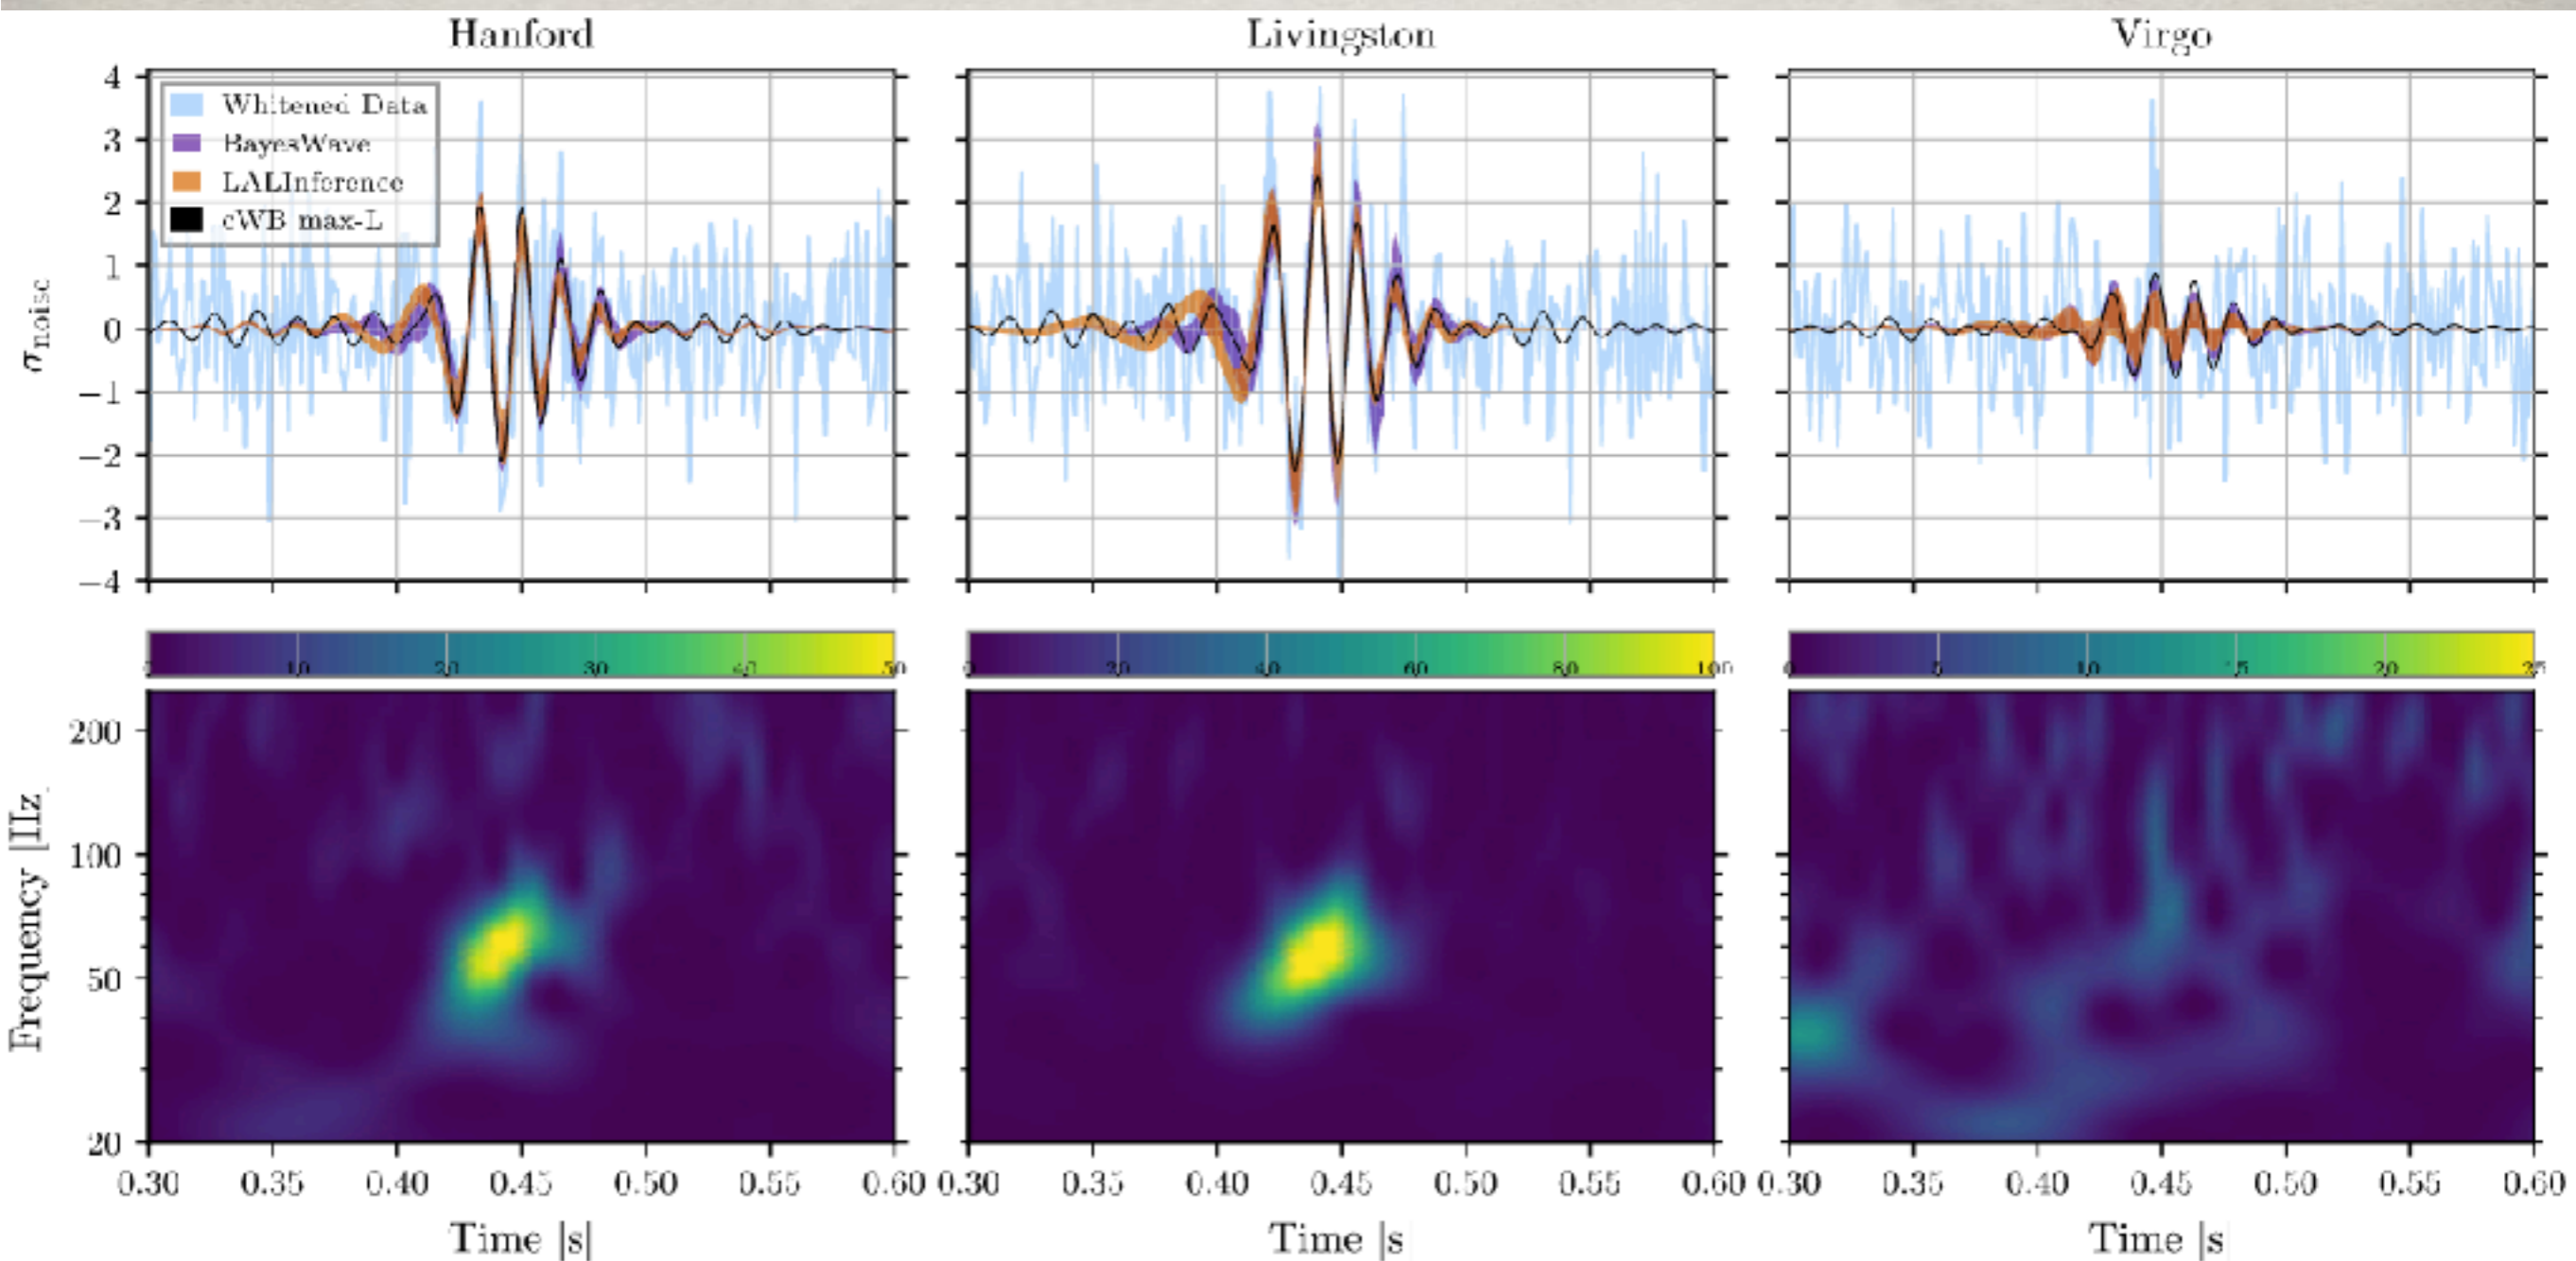 Hanford
Livingston
Virgo
4
3
2
1
0
−1
−2
−3
−4
σnoise
Whitened Data
BayesWave
LALInference
cWB max-L
0 10 20 30 40 50
0 20 40 60 80 100
0 5 10 15 20 25
200
100
50
20
Frequency [Hz]
0.30 0.35 0.40 0.45 0.50 0.55 0.60
0.30 0.35 0.40 0.45 0.50 0.55 0.60
0.30 0.35 0.40 0.45 0.50 0.55 0.60
Time [s]
Time [s]
Time [s]